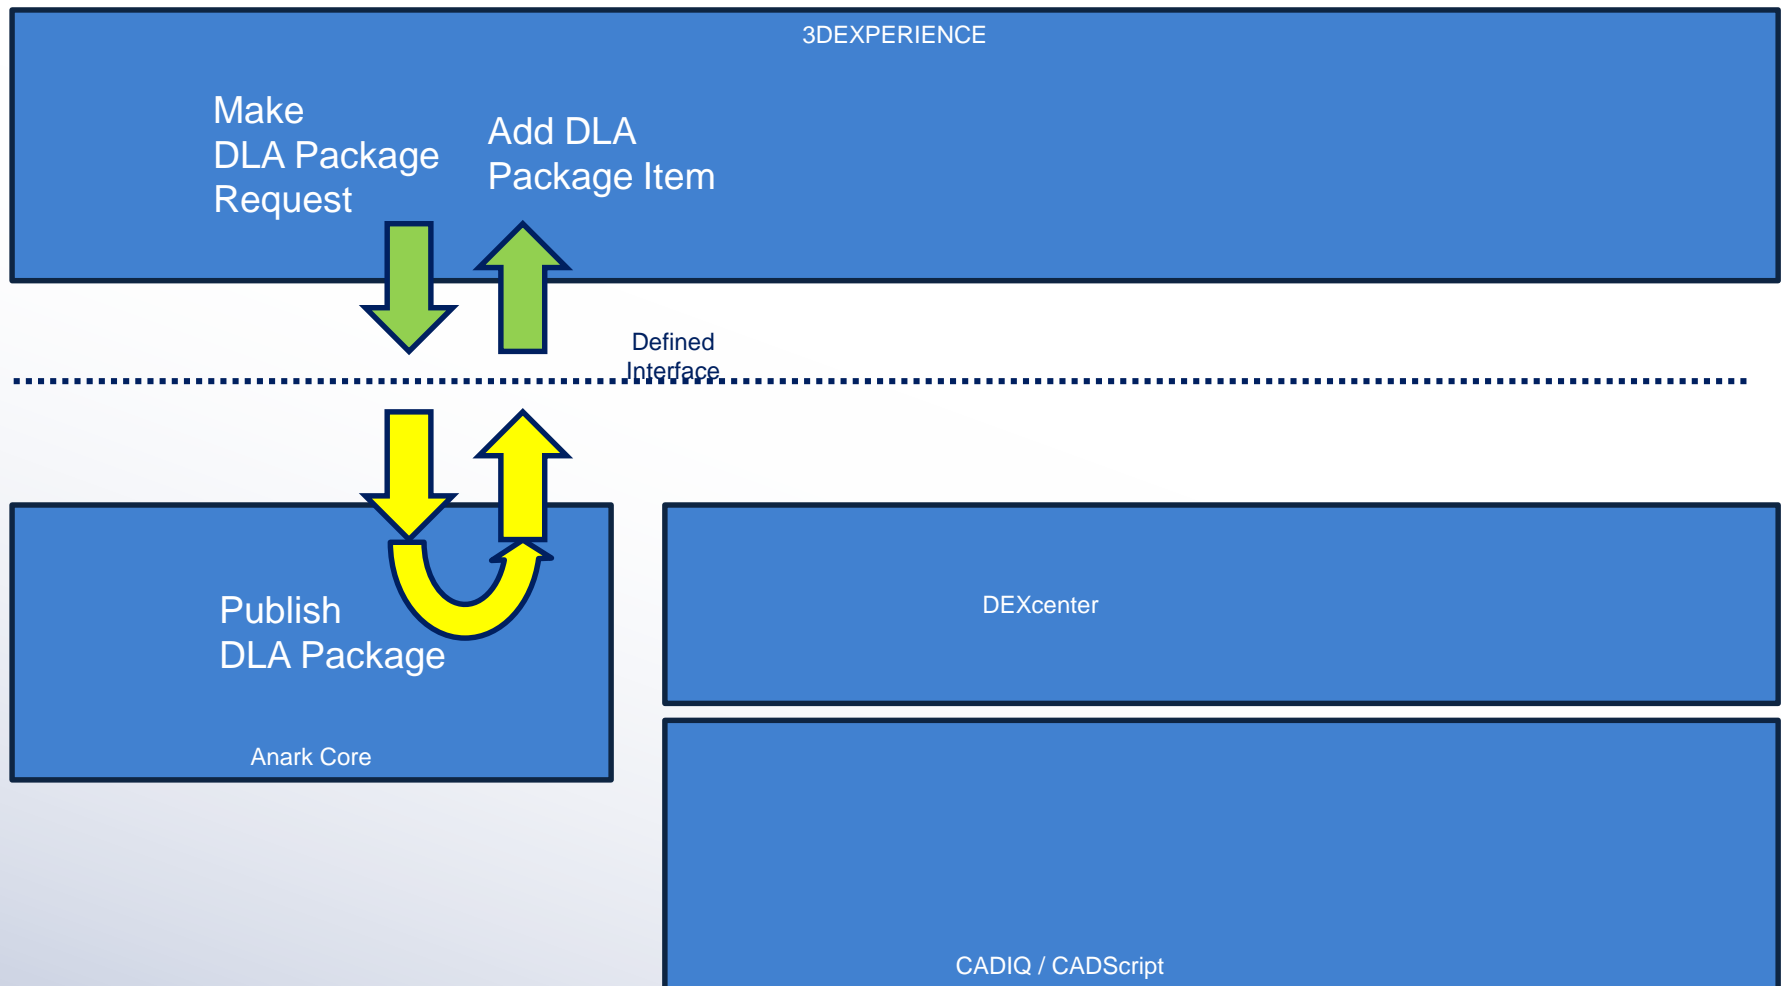 3DEXPERIENCE
Make
DLA Package
Request
Add DLA
Package Item
Defined
Interface
Publish
DLA Package
Anark Core
DEXcenter
CADIQ / CADScript